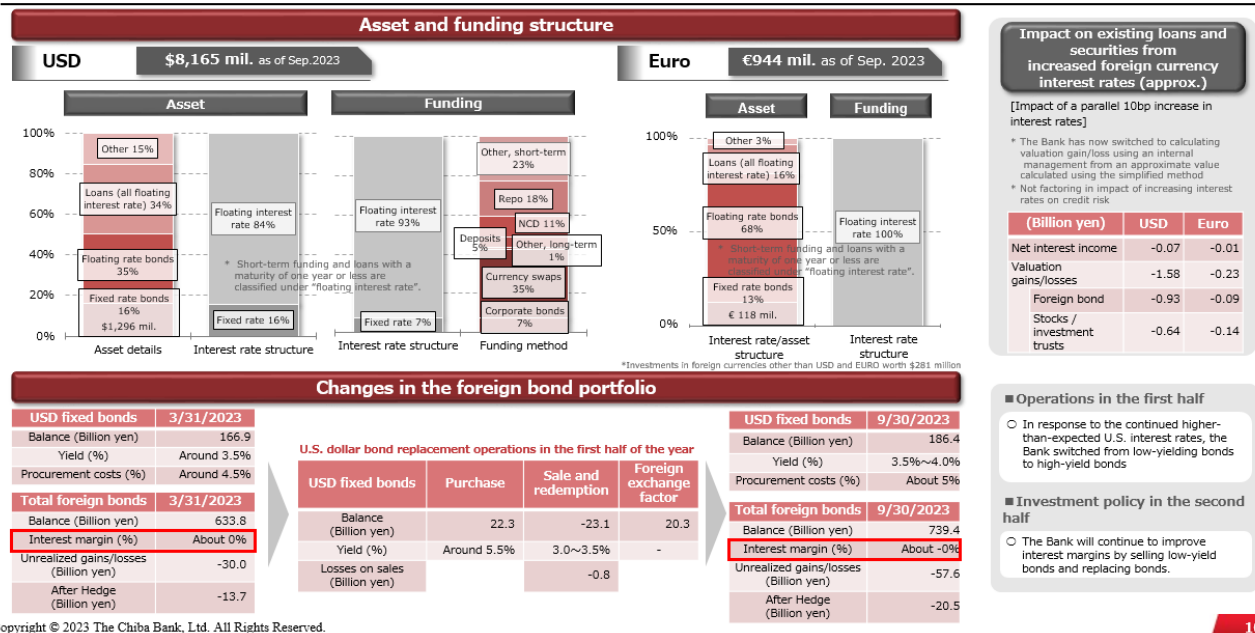 Asset and funding structure
USD
$8,165 mil. as of Sep.2023
Asset
Funding
100%
80%
60%
40%
20%
0%
Other 15%
Loans (all floating
interest rate) 34%
Floating rate bonds
35%
Fixed rate bonds
16%
$1,296 mil.
Asset details
Floating interest
rate 84%
Fixed rate 16%
Interest rate structure
* Short-term funding and loans with a
maturity of one year or less are
classified under "floating interest rate".
Floating interest
rate 93%
Fixed rate 7%
Interest rate structure
Other, short-term
23%
Repo 18%
NCD 11%
Deposits
5%
Other, long-term
1%
Currency swaps
35%
Corporate bonds
7%
Funding method
Euro
€944 mil. as of Sep. 2023
Asset
Funding
100%
50%
0%
Other 3%
Loans (all floating
interest rate) 16%
Floating rate bonds
68%
Fixed rate bonds
13%
€ 118 mil.
Interest rate/asset
structure
Floating interest
rate 100%
* Short-term funding and loans with a
maturity of one year or less are
classified under "floating interest rate".
Interest rate
structure
*Investments in foreign currencies other than USD and EURO worth $281 million
Impact on existing loans and
securities from
increased foreign currency
interest rates (approx.)
[Impact of a parallel 10bp increase in
interest rates]
* The Bank has now switched to calculating
valuation gain/loss using an internal
management from an approximate value
calculated using the simplified method
* Not factoring in impact of increasing interest
rates on credit risk
(Billion yen) USD Euro
Net interest income -0.07 -0.01
Valuation
gains/losses -1.58 -0.23
Foreign bond -0.93 -0.09
Stocks /
investment
trusts -0.64 -0.14
Changes in the foreign bond portfolio
USD fixed bonds 3/31/2023
Balance (Billion yen) 166.9
Yield (%) Around 3.5%
Procurement costs (%) Around 4.5%
Total foreign bonds 3/31/2023
Balance (Billion yen) 633.8
Interest margin (%) About 0%
Unrealized gains/losses
(Billion yen) -30.0
After Hedge
(Billion yen) -13.7
U.S. dollar bond replacement operations in the first half of the year
USD fixed bonds Purchase Sale and
redemption Foreign
exchange
factor
Balance
(Billion yen) 22.3 -23.1 20.3
Yield (%) Around 5.5% 3.0～3.5% -
Losses on sales
(Billion yen) -0.8
USD fixed bonds 9/30/2023
Balance (Billion yen) 186.4
Yield (%) 3.5%～4.0%
Procurement costs (%) About 5%
Total foreign bonds 9/30/2023
Balance (Billion yen) 739.4
Interest margin (%) About -0%
Unrealized gains/losses
(Billion yen) -57.6
After Hedge
(Billion yen) -20.5
■Operations in the first half
○ In response to the continued higher-
than-expected U.S. interest rates, the
Bank switched from low-yielding bonds
to high-yield bonds
■Investment policy in the second
half
○ The Bank will continue to improve
interest margins by selling low-yield
bonds and replacing bonds.
opyright © 2023 The Chiba Bank, Ltd. All Rights Reserved.